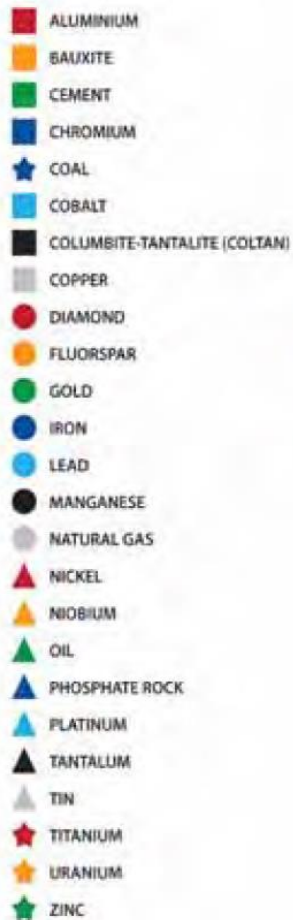 ALUMINIUM
BAUXITE
CEMENT
CHROMIUM
COAL
COBALT
COLUMBITE-TANTALITE (COLTAN)
COPPER
DIAMOND
FLUORSPAR
GOLD
IRON
LEAD
MANGANESE
NATURAL GAS
NICKEL
NIOBIUM
OIL
PHOSPHATE ROCK
PLATINUM
TANTALUM
TIN
TITANIUM
URANIUM
ZINC